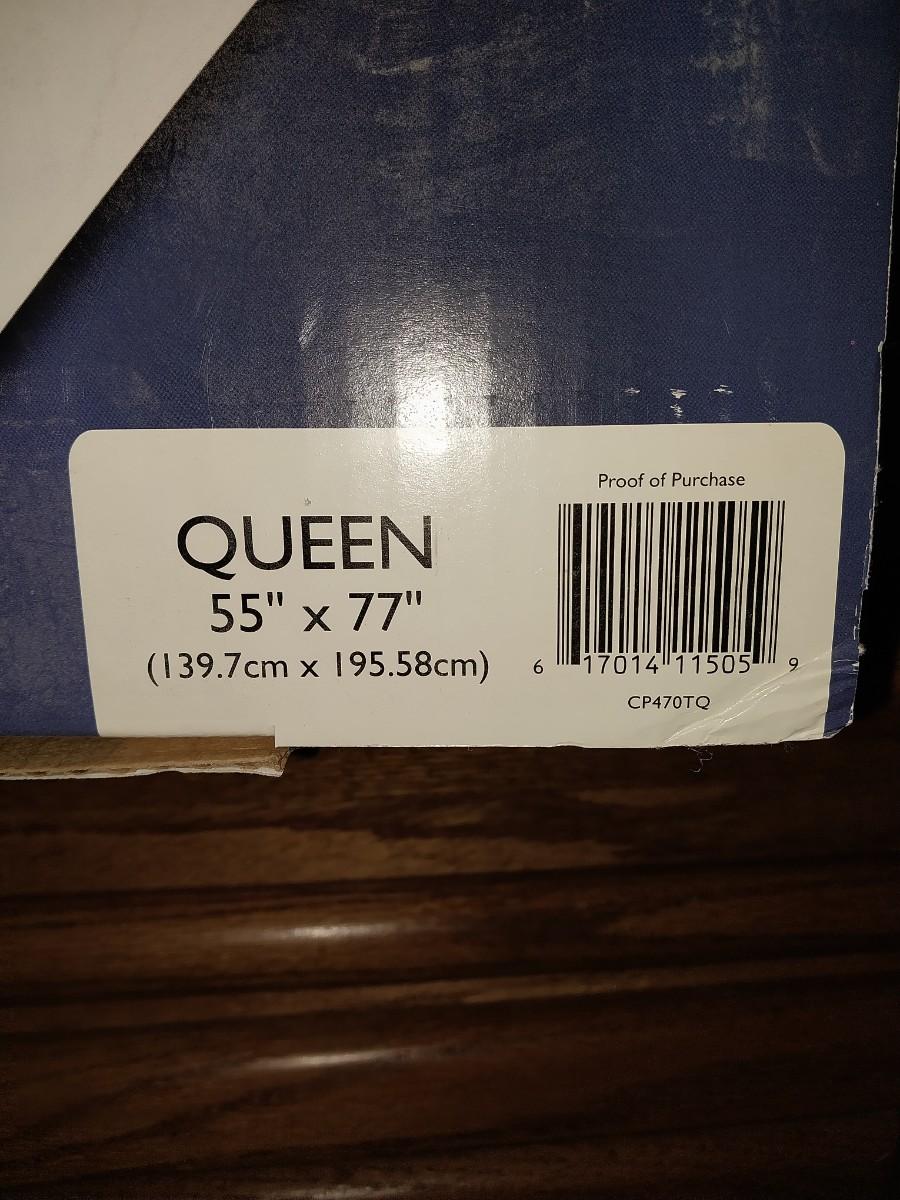 QUEEN
55" x 77"
(139.7cm x 195.58cm)
Proof of Purchase
6 17014 11505 9
CP470TQ